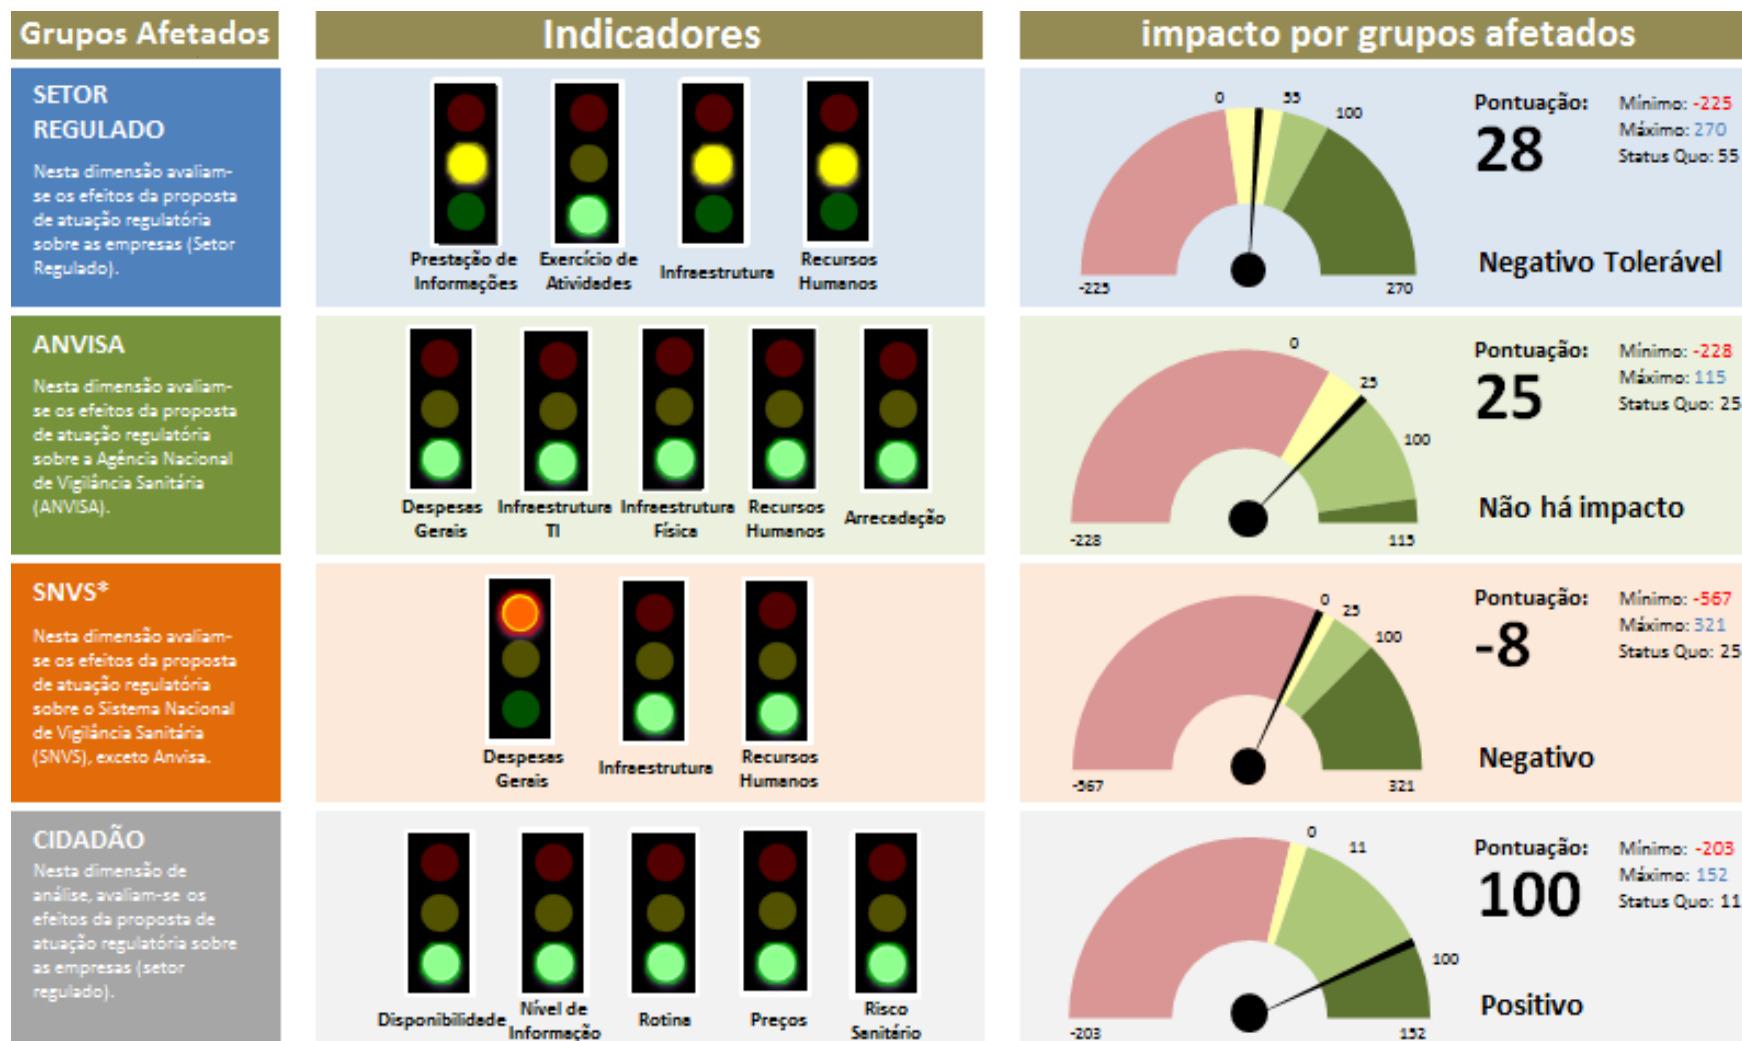 Grupos Afetados
Indicadores
impacto por grupos afetados
SETOR
REGULADO
Nesta dimensão avaliam-
se os efeitos da proposta
de atuação regulatória
sobre as empresas (Setor
Regulado).
Prestação de
Informações
Exercício de
Atividades
Infraestrutura
Recursos
Humanos
0
55
100
-225
270
Pontuação:
28
Mínimo: -225
Máximo: 270
Status Quo: 55
Negativo Tolerável
ANVISA
Nesta dimensão avaliam-
se os efeitos da proposta
de atuação regulatória
sobre a Agência Nacional
de Vigilância Sanitária
(ANVISA).
Despesas
Gerais
Infraestrutura
TI
Infraestrutura
Física
Recursos
Humanos
Arrecadação
0
25
100
-228
115
Pontuação:
25
Mínimo: -228
Máximo: 115
Status Quo: 25
Não há impacto
SNVS*
Nesta dimensão avaliam-
se os efeitos da proposta
de atuação regulatória
sobre o Sistema Nacional
de Vigilância Sanitária
(SNVS), exceto Anvisa.
Despesas
Gerais
Infraestrutura
Recursos
Humanos
0
25
100
-567
321
Pontuação:
-8
Mínimo: -567
Máximo: 321
Status Quo: 25
Negativo
CIDADÃO
Nesta dimensão de
análise, avaliam-se os
efeitos da proposta de
atuação regulatória sobre
as empresas (setor
regulado).
Disponibilidade
Nível de
Informação
Rotina
Preços
Risco
Sanitário
0
11
100
-203
152
Pontuação:
100
Mínimo: -203
Máximo: 152
Status Quo: 11
Positivo